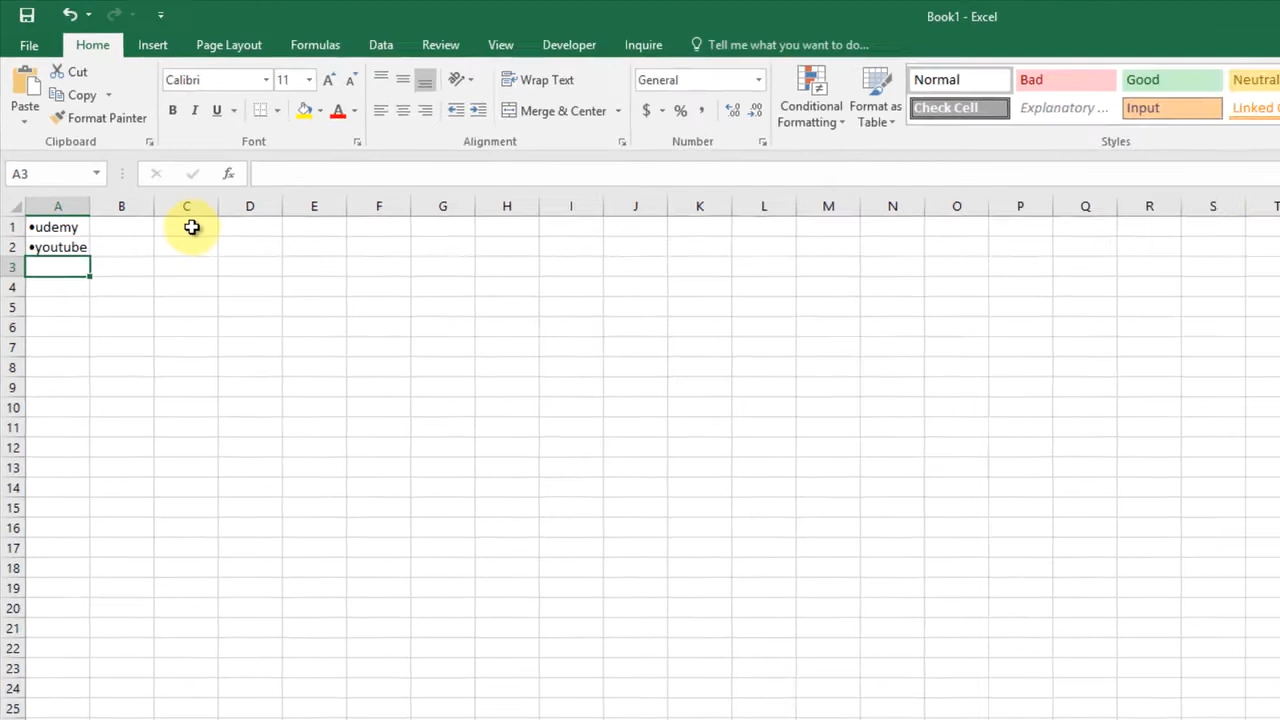 Book1 - Excel
File Home Insert Page Layout Formulas Data Review View Developer Inquire Tell me what you want to do...
Paste
Cut
Copy
Format Painter
Clipboard
Calibri 11
B I U
Font
Wrap Text
Merge & Center
Alignment
General
$ % ,
Number
Conditional Formatting
Format as Table
Normal Bad Good Neutral
Check Cell Explanatory ... Input Linked
Styles
A3 fx
A B C D E F G H I J K L M N O P Q R S T
1 •udemy
2 •youtube
3
4
5
6
7
8
9
10
11
12
13
14
15
16
17
18
19
20
21
22
23
24
25